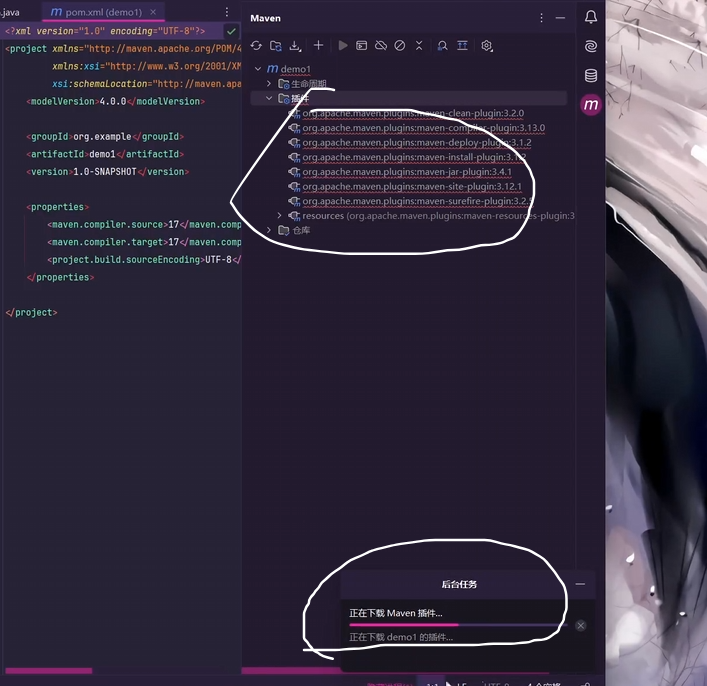 .java
pom.xml (demo1)
<?xml version="1.0" encoding="UTF-8"?>
<project xmlns="http://maven.apache.org/POM/4
xmlns:xsi="http://www.w3.org/2001/XM
xsi:schemaLocation="http://maven.apa
<modelVersion>4.0.0</modelVersion>
<groupId>org.example</groupId>
<artifactId>demo1</artifactId>
<version>1.0-SNAPSHOT</version>
<properties>
<maven.compiler.source>17</maven.comp
<maven.compiler.target>17</maven.comp
<project.build.sourceEncoding>UTF-8</
</properties>
</project>
Maven
demo1
生命周期
插件
org.apache.maven.plugins:maven-clean-plugin:3.2.0
org.apache.maven.plugins:maven-compiler-plugin:3.13.0
org.apache.maven.plugins:maven-deploy-plugin:3.1.2
org.apache.maven.plugins:maven-install-plugin:3.1.2
org.apache.maven.plugins:maven-jar-plugin:3.4.1
org.apache.maven.plugins:maven-site-plugin:3.12.1
org.apache.maven.plugins:maven-surefire-plugin:3.2.5
resources (org.apache.maven.plugins:maven-resources-plugin:3
仓库
后台任务
正在下载 Maven 插件...
正在下载 demo1 的插件...
1:1 LF UTF-8 4 个空格